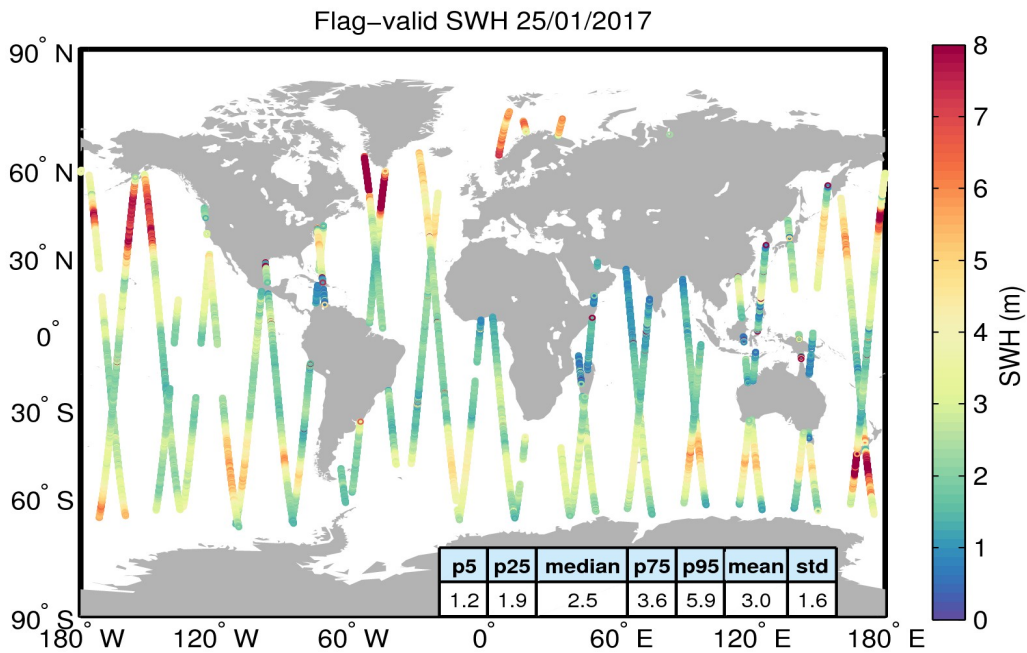 Flag−valid SWH 25/01/2017
90° N
60° N
30° N
0°
30° S
60° S
90° S
180° W
120° W
60° W
0°
60° E
120° E
180° E
p5 p25 median p75 p95 mean std
1.2 1.9 2.5 3.6 5.9 3.0 1.6
8
7
6
5
4
3
2
1
0
SWH (m)